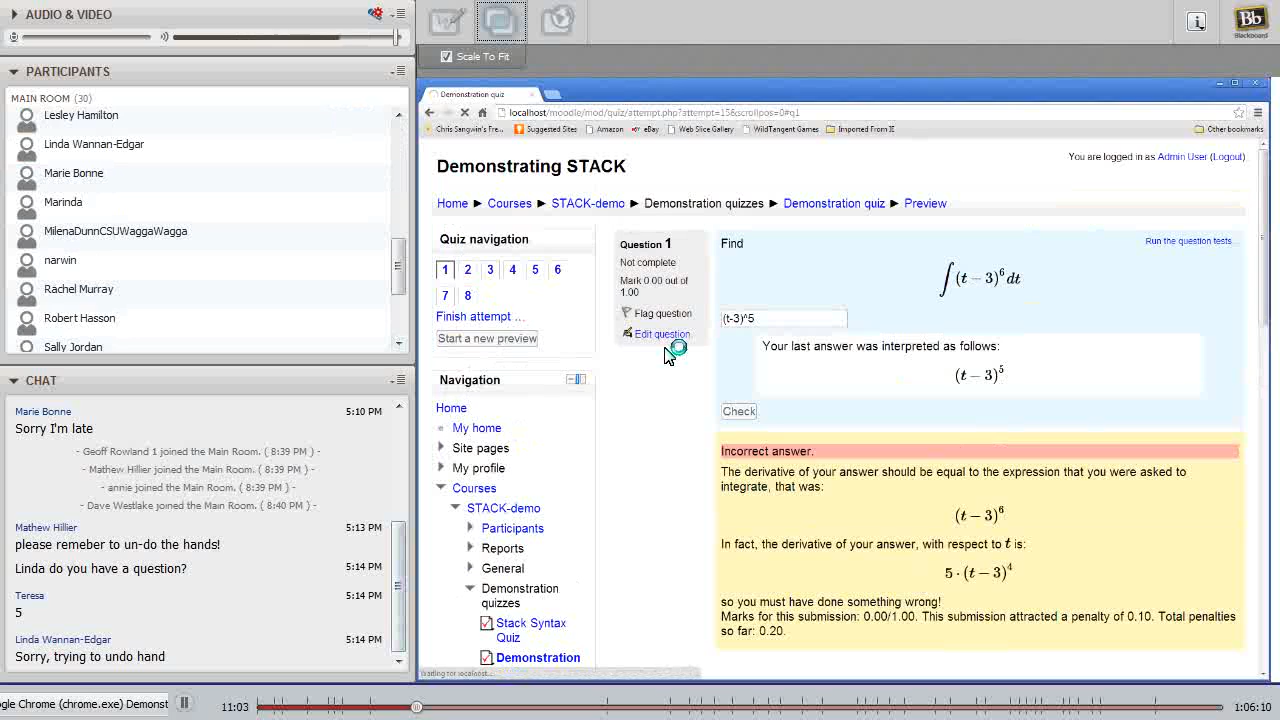 AUDIO & VIDEO
PARTICIPANTS
MAIN ROOM (30)
Lesley Hamilton
Linda Wannan-Edgar
Marie Bonne
Marinda
MilenaDunnCSUWaggaWagga
narwin
Rachel Murray
Robert Hasson
Sally Jordan
CHAT
Marie Bonne 5:10 PM
Sorry I'm late
- Geoff Rowland 1 joined the Main Room. ( 8:39 PM ) -
- Mathew Hillier joined the Main Room. ( 8:39 PM ) -
- annie joined the Main Room. ( 8:39 PM ) -
- Dave Westlake joined the Main Room. ( 8:40 PM ) -
Mathew Hillier 5:13 PM
please remeber to un-do the hands!
Linda do you have a question? 5:14 PM
Teresa 5:14 PM
5
Linda Wannan-Edgar 5:14 PM
Sorry, trying to undo hand
Bb
Blackboard
Scale To Fit
Demonstration quiz
localhost/moodle/mod/quiz/attempt.php?attempt=156&scrollpos=0#q1
Chris Sangwin's Fre... Suggested Sites Amazon eBay Web Slice Gallery WildTangent Games Imported From IE Other bookmarks
Demonstrating STACK
You are logged in as Admin User (Logout)
Home ► Courses ► STACK-demo ► Demonstration quizzes ► Demonstration quiz ► Preview
Quiz navigation
1 2 3 4 5 6
7 8
Finish attempt ...
Start a new preview
Navigation
Home
My home
Site pages
My profile
Courses
STACK-demo
Participants
Reports
General
Demonstration
quizzes
Stack Syntax
Quiz
Demonstration
Question 1
Not complete
Mark 0.00 out of
1.00
Flag question
Edit question
Find
Run the question tests...
∫(t − 3)^6 dt
(t-3)^5
Your last answer was interpreted as follows:
(t − 3)^5
Check
Incorrect answer.
The derivative of your answer should be equal to the expression that you were asked to
integrate, that was:
(t − 3)^6
In fact, the derivative of your answer, with respect to t is:
5 · (t − 3)^4
so you must have done something wrong!
Marks for this submission: 0.00/1.00. This submission attracted a penalty of 0.10. Total penalties
so far: 0.20.
Waiting for localhost...
gle Chrome (chrome.exe) Demonst
11:03
1:06:10